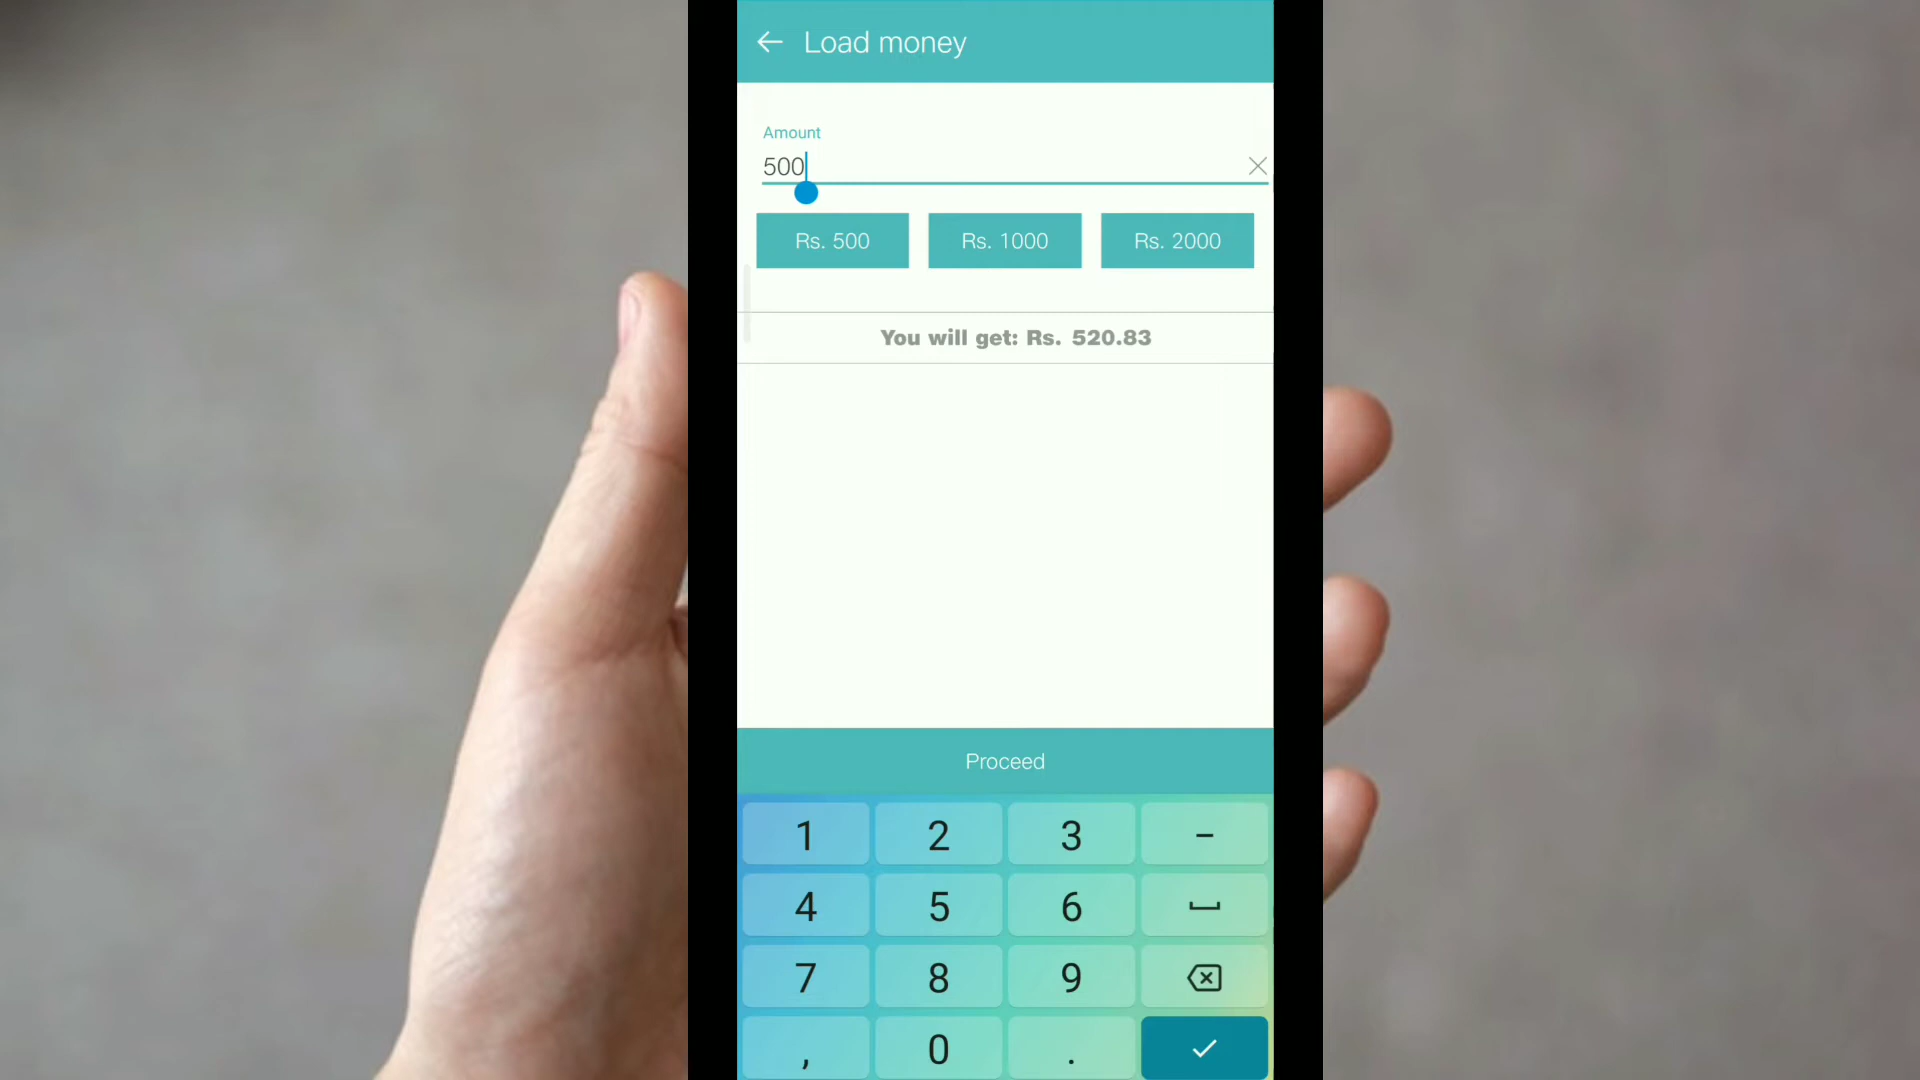 Load money
Amount
500
Rs. 500 Rs. 1000 Rs. 2000
You will get: Rs. 520.83
Proceed
1 2 3 -
4 5 6
7 8 9
, 0 .